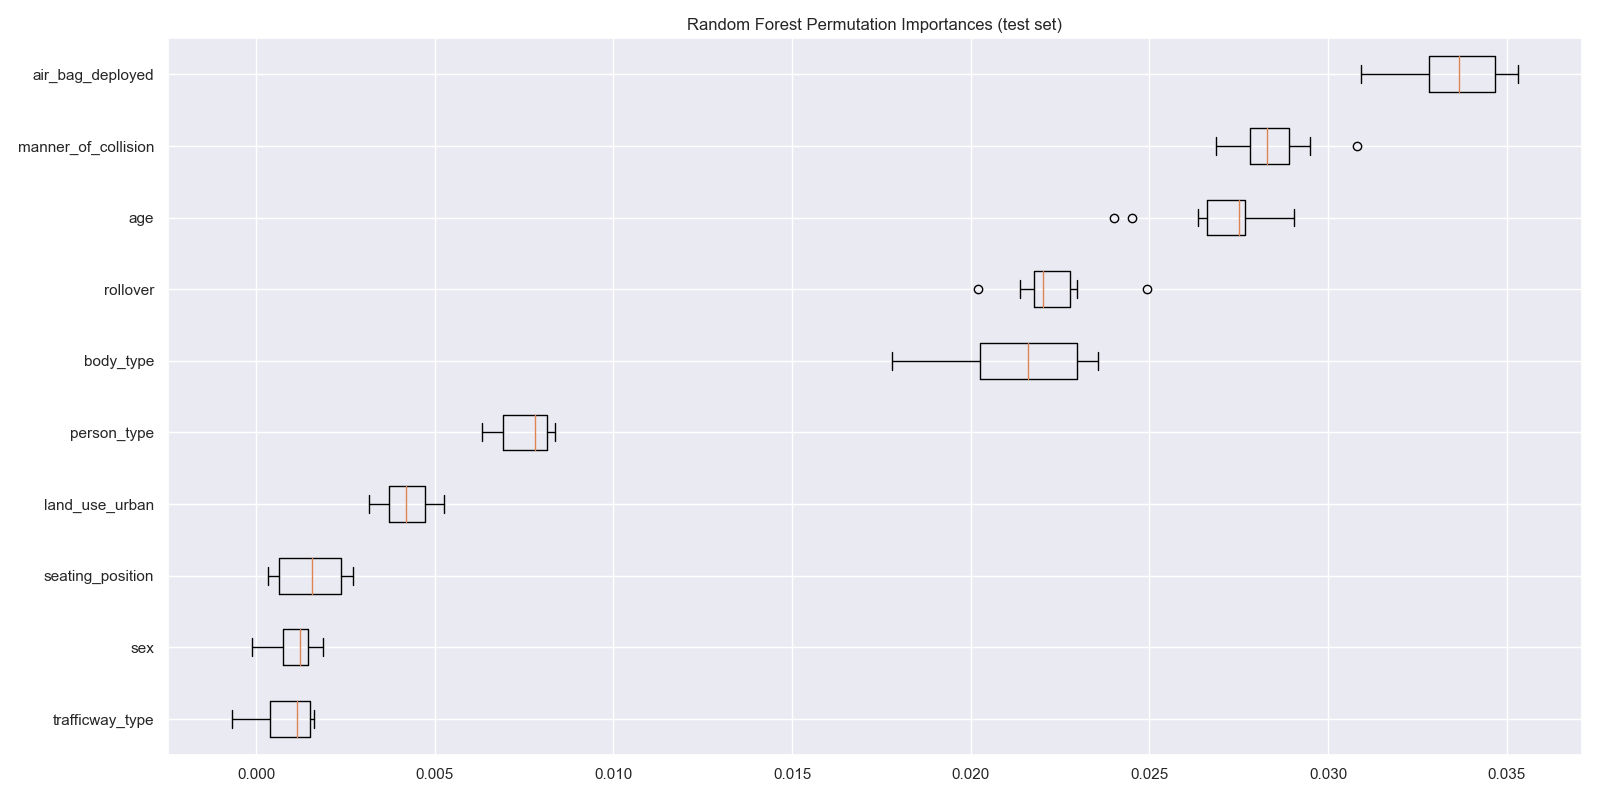 Random Forest Permutation Importances (test set)
air_bag_deployed
manner_of_collision
age
rollover
body_type
person_type
land_use_urban
seating_position
sex
trafficway_type
0.000 0.005 0.010 0.015 0.020 0.025 0.030 0.035